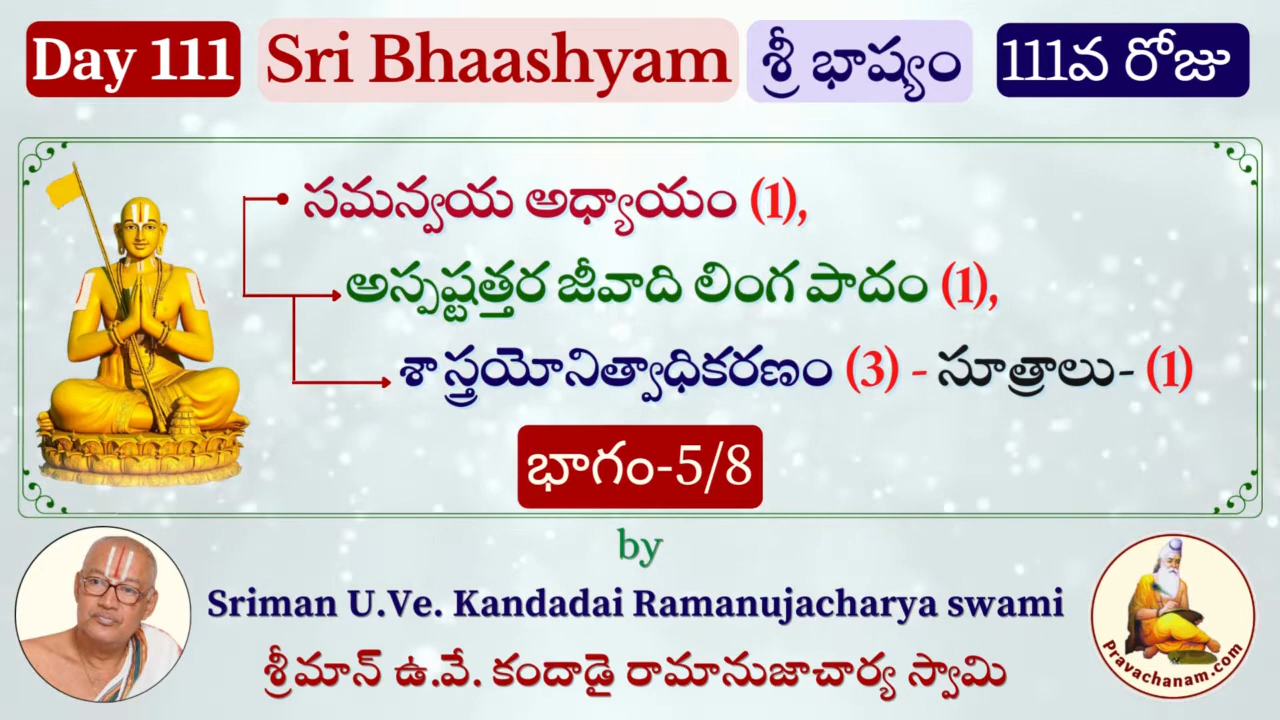 Day 111 Sri Bhaashyam శ్రీ భాష్యం 111వ రోజు
సమన్వయ అధ్యాయం (1),
అస్పష్టత్తర జీవాది లింగ పాదం (1),
శాస్త్రయోనిత్వాధికరణం (3) - సూత్రాలు- (1)
భాగం-5/8
by
Sriman U.Ve. Kandadai Ramanujacharya swami
శ్రీమాన్ ఉ.వే. కందాడై రామానుజాచార్య స్వామి
Pravachanam.com